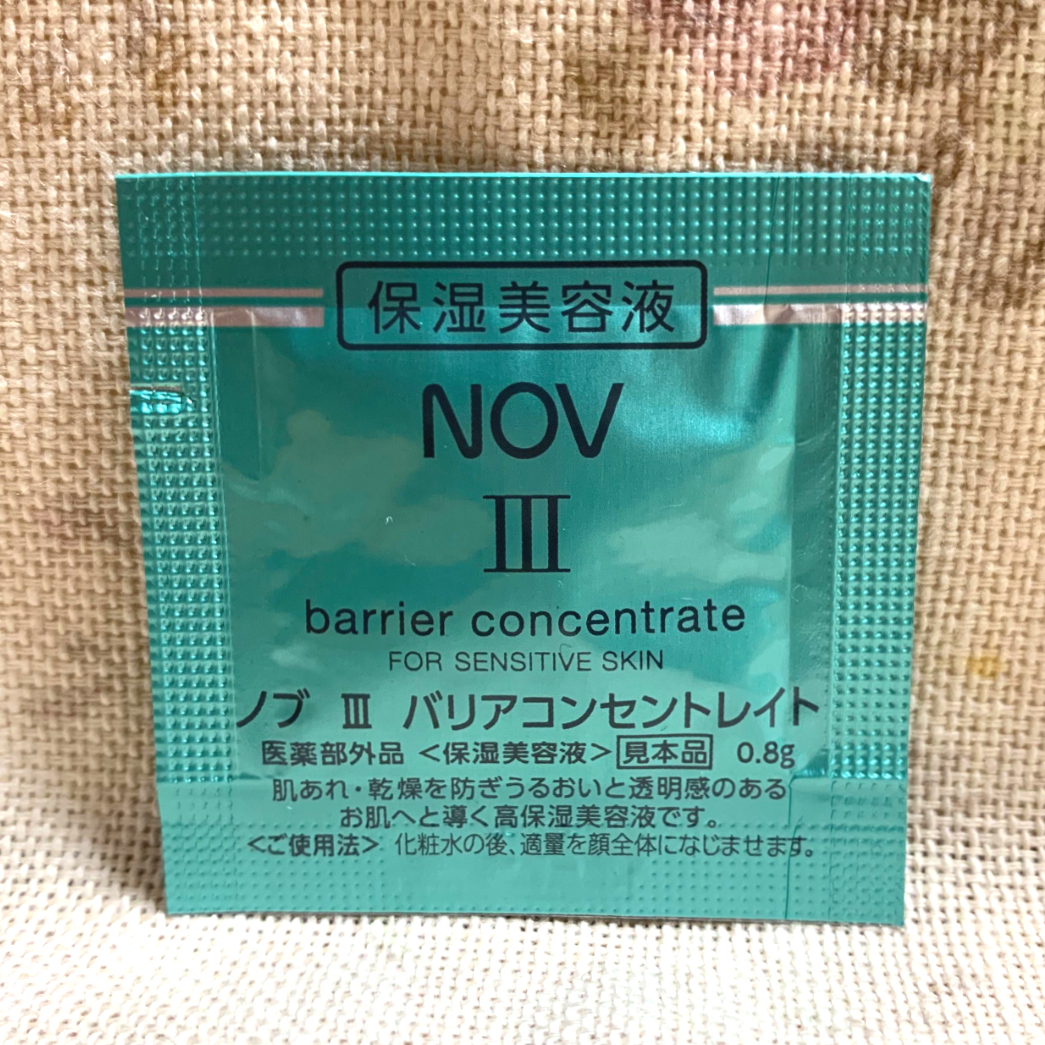 保湿美容液
NOV
III
barrier concentrate
FOR SENSITIVE SKIN
ノブ III バリアコンセントレイト
医薬部外品 <保湿美容液> 見本品 0.8g
肌あれ・乾燥を防ぎうるおいと透明感のある
お肌へと導く高保湿美容液です。
<ご使用法> 化粧水の後、適量を顔全体になじませます。